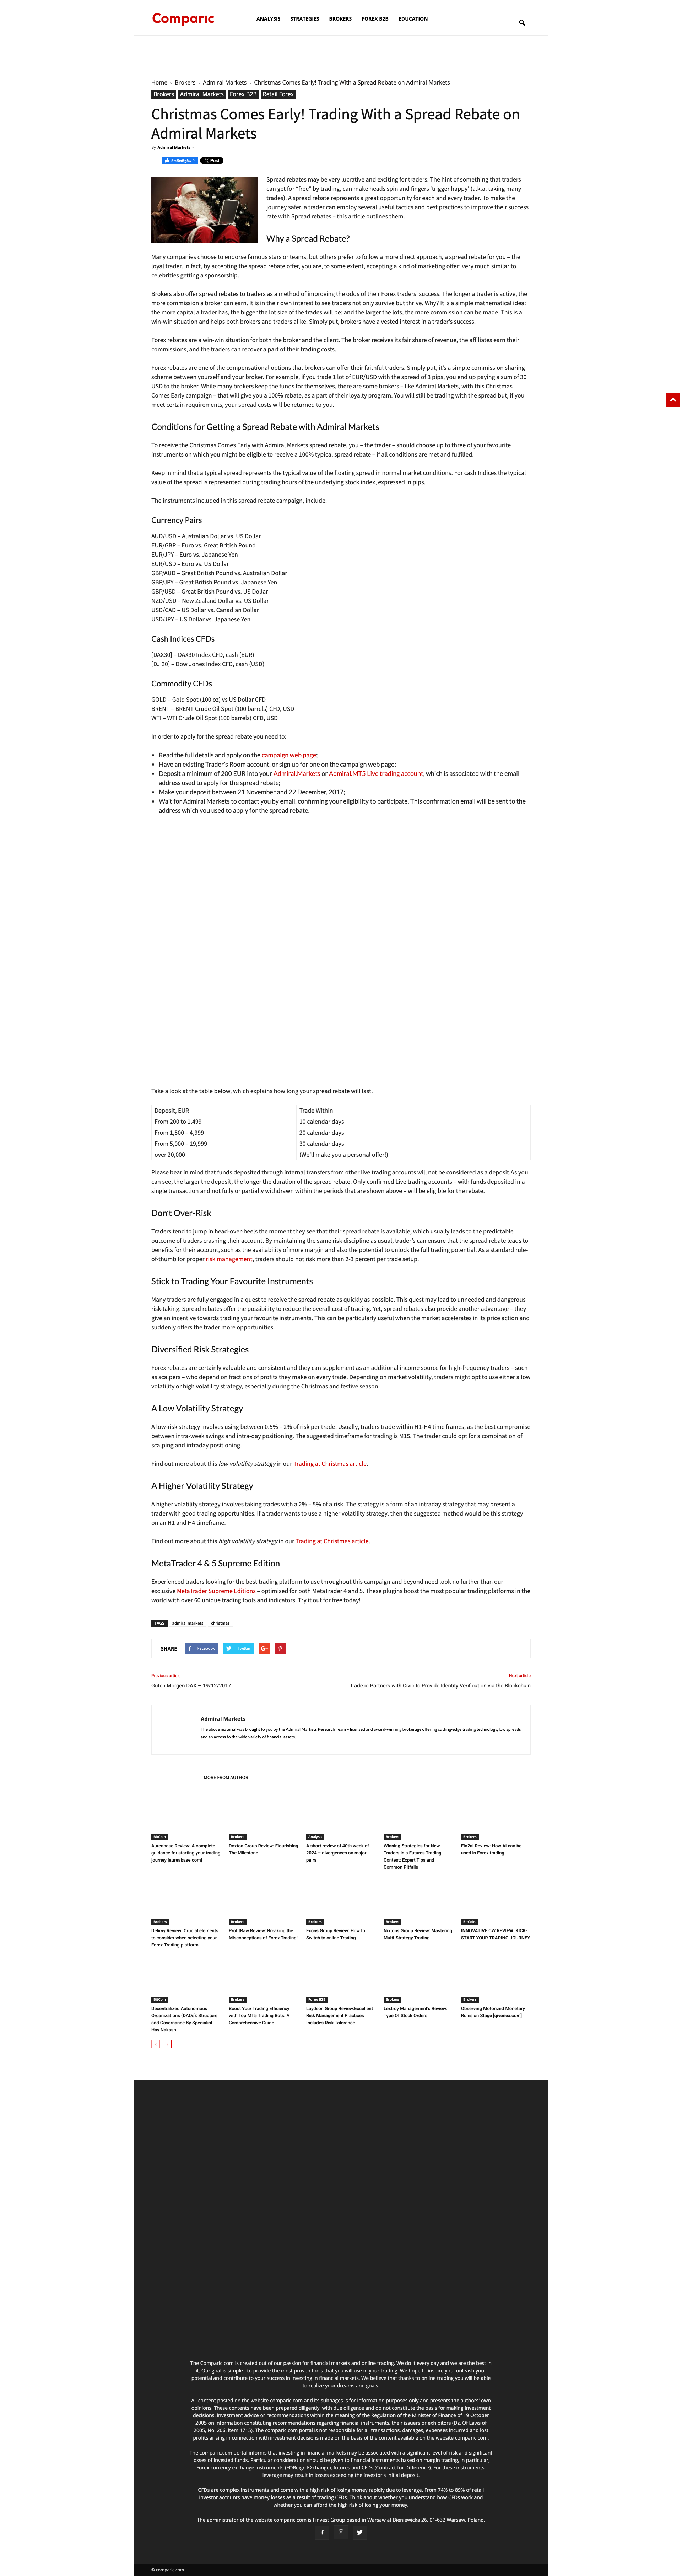 Comparic
ANALYSIS
STRATEGIES
BROKERS
FOREX B2B
EDUCATION
Home
Brokers
Admiral Markets
Christmas Comes Early! Trading With a Spread Rebate on Admiral Markets
Brokers
Admiral Markets
Forex B2B
Retail Forex
Christmas Comes Early! Trading With a Spread Rebate on
Admiral Markets
By Admiral Markets -
Post
Spread rebates may be very lucrative and exciting for traders. The hint of something that traders
can get for “free” by trading, can make heads spin and fingers ‘trigger happy’ (a.k.a. taking many
trades). A spread rebate represents a great opportunity for each and every trader. To make the
journey safer, a trader can employ several useful tactics and best practices to improve their success
rate with Spread rebates – this article outlines them.
Why a Spread Rebate?
Many companies choose to endorse famous stars or teams, but others prefer to follow a more direct approach, a spread rebate for you – the
loyal trader. In fact, by accepting the spread rebate offer, you are, to some extent, accepting a kind of marketing offer; very much similar to
celebrities getting a sponsorship.
Brokers also offer spread rebates to traders as a method of improving the odds of their Forex traders’ success. The longer a trader is active, the
more commission a broker can earn. It is in their own interest to see traders not only survive but thrive. Why? It is a simple mathematical idea:
the more capital a trader has, the bigger the lot size of the trades will be; and the larger the lots, the more commission can be made. This is a
win-win situation and helps both brokers and traders alike. Simply put, brokers have a vested interest in a trader’s success.
Forex rebates are a win-win situation for both the broker and the client. The broker receives its fair share of revenue, the affiliates earn their
commissions, and the traders can recover a part of their trading costs.
Forex rebates are one of the compensational options that brokers can offer their faithful traders. Simply put, it’s a simple commission sharing
scheme between yourself and your broker. For example, if you trade 1 lot of EUR/USD with the spread of 3 pips, you end up paying a sum of 30
USD to the broker. While many brokers keep the funds for themselves, there are some brokers – like Admiral Markets, with this Christmas
Comes Early campaign – that will give you a 100% rebate, as a part of their loyalty program. You will still be trading with the spread but, if you
meet certain requirements, your spread costs will be returned to you.
Conditions for Getting a Spread Rebate with Admiral Markets
To receive the Christmas Comes Early with Admiral Markets spread rebate, you – the trader – should choose up to three of your favourite
instruments on which you might be eligible to receive a 100% typical spread rebate – if all conditions are met and fulfilled.
Keep in mind that a typical spread represents the typical value of the floating spread in normal market conditions. For cash Indices the typical
value of the spread is represented during trading hours of the underlying stock index, expressed in pips.
The instruments included in this spread rebate campaign, include:
Currency Pairs
AUD/USD – Australian Dollar vs. US Dollar
EUR/GBP – Euro vs. Great British Pound
EUR/JPY – Euro vs. Japanese Yen
EUR/USD – Euro vs. US Dollar
GBP/AUD – Great British Pound vs. Australian Dollar
GBP/JPY – Great British Pound vs. Japanese Yen
GBP/USD – Great British Pound vs. US Dollar
NZD/USD – New Zealand Dollar vs. US Dollar
USD/CAD – US Dollar vs. Canadian Dollar
USD/JPY – US Dollar vs. Japanese Yen
Cash Indices CFDs
[DAX30] – DAX30 Index CFD, cash (EUR)
[DJI30] – Dow Jones Index CFD, cash (USD)
Commodity CFDs
GOLD – Gold Spot (100 oz) vs US Dollar CFD
BRENT – BRENT Crude Oil Spot (100 barrels) CFD, USD
WTI – WTI Crude Oil Spot (100 barrels) CFD, USD
In order to apply for the spread rebate you need to:
Read the full details and apply on the campaign web page;
Have an existing Trader’s Room account, or sign up for one on the campaign web page;
Deposit a minimum of 200 EUR into your Admiral.Markets or Admiral.MT5 Live trading account, which is associated with the email
address used to apply for the spread rebate;
Make your deposit between 21 November and 22 December, 2017;
Wait for Admiral Markets to contact you by email, confirming your eligibility to participate. This confirmation email will be sent to the
address which you used to apply for the spread rebate.
Take a look at the table below, which explains how long your spread rebate will last.
Deposit, EUR
Trade Within
From 200 to 1,499
10 calendar days
From 1,500 – 4,999
20 calendar days
From 5,000 – 19,999
30 calendar days
over 20,000
(We’ll make you a personal offer!)
Please bear in mind that funds deposited through internal transfers from other live trading accounts will not be considered as a deposit.As you
can see, the larger the deposit, the longer the duration of the spread rebate. Only confirmed Live trading accounts – with funds deposited in a
single transaction and not fully or partially withdrawn within the periods that are shown above – will be eligible for the rebate.
Don’t Over-Risk
Traders tend to jump in head-over-heels the moment they see that their spread rebate is available, which usually leads to the predictable
outcome of traders crashing their account. By maintaining the same risk discipline as usual, trader’s can ensure that the spread rebate leads to
benefits for their account, such as the availability of more margin and also the potential to unlock the full trading potential. As a standard rule-
of-thumb for proper risk management, traders should not risk more than 2-3 percent per trade setup.
Stick to Trading Your Favourite Instruments
Many traders are fully engaged in a quest to receive the spread rebate as quickly as possible. This quest may lead to unneeded and dangerous
risk-taking. Spread rebates offer the possibility to reduce the overall cost of trading. Yet, spread rebates also provide another advantage – they
give an incentive towards trading your favourite instruments. This can be particularly useful when the market accelerates in its price action and
suddenly offers the trader more opportunities.
Diversified Risk Strategies
Forex rebates are certainly valuable and consistent and they can supplement as an additional income source for high-frequency traders – such
as scalpers – who depend on fractions of profits they make on every trade. Depending on market volatility, traders might opt to use either a low
volatility or high volatility strategy, especially during the Christmas and festive season.
A Low Volatility Strategy
A low-risk strategy involves using between 0.5% – 2% of risk per trade. Usually, traders trade within H1-H4 time frames, as the best compromise
between intra-week swings and intra-day positioning. The suggested timeframe for trading is M15. The trader could opt for a combination of
scalping and intraday positioning.
Find out more about this low volatility strategy in our Trading at Christmas article.
A Higher Volatility Strategy
A higher volatility strategy involves taking trades with a 2% – 5% of a risk. The strategy is a form of an intraday strategy that may present a
trader with good trading opportunities. If a trader wants to use a higher volatility strategy, then the suggested method would be this strategy
on an H1 and H4 timeframe.
Find out more about this high volatility strategy in our Trading at Christmas article.
MetaTrader 4 & 5 Supreme Edition
Experienced traders looking for the best trading platform to use throughout this campaign and beyond need look no further than our
exclusive MetaTrader Supreme Editions – optimised for both MetaTrader 4 and 5. These plugins boost the most popular trading platforms in the
world with over 60 unique trading tools and indicators. Try it out for free today!
TAGS
admiral markets
christmas
SHARE
Facebook
Twitter
Previous article
Next article
Guten Morgen DAX – 19/12/2017
trade.io Partners with Civic to Provide Identity Verification via the Blockchain
Admiral Markets
The above material was brought to you by the Admiral Markets Research Team – licensed and award-winning brokerage offering cutting-edge trading technology, low spreads
and an access to the wide variety of financial assets.
MORE FROM AUTHOR
BitCoin
Aureabase Review: A complete
guidance for starting your trading
journey [aureabase.com]
Brokers
Doxton Group Review: Flourishing
The Milestone
Analysis
A short review of 40th week of
2024 – divergences on major
pairs
Brokers
Winning Strategies for New
Traders in a Futures Trading
Contest: Expert Tips and
Common Pitfalls
Brokers
Fin2ai Review: How AI can be
used in Forex trading
Brokers
Delimy Review: Crucial elements
to consider when selecting your
Forex Trading platform
Brokers
Profitlhaw Review: Breaking the
Misconceptions of Forex Trading!
Brokers
Exons Group Review: How to
Switch to online Trading
Brokers
Nixtons Group Review: Mastering
Multi-Strategy Trading
BitCoin
INNOVATIVE CW REVIEW: KICK-
START YOUR TRADING JOURNEY
BitCoin
Decentralized Autonomous
Organizations (DAOs): Structure
and Governance By Specialist
Hay Nakash
Brokers
Boost Your Trading Efficiency
with Top MT5 Trading Bots: A
Comprehensive Guide
Forex B2B
Laydson Group Review:Excellent
Risk Management Practices
Includes Risk Tolerance
Brokers
Lextroy Management's Review:
Type Of Stock Orders
Brokers
Observing Motorized Monetary
Rules on Stage [givenex.com]
The Comparic.com is created out of our passion for financial markets and online trading. We do it every day and we are the best in
it. Our goal is simple - to provide the most proven tools that you will use in your trading. We hope to inspire you, unleash your
potential and contribute to your success in investing in financial markets. We believe that thanks to online trading you will be able
to realize your dreams and goals.
All content posted on the website comparic.com and its subpages is for information purposes only and presents the authors' own
opinions. These contents have been prepared diligently, with due diligence and do not constitute the basis for making investment
decisions, investment advice or recommendations within the meaning of the Regulation of the Minister of Finance of 19 October
2005 on information constituting recommendations regarding financial instruments, their issuers or exhibitors (Dz. Of Laws of
2005, No. 206, item 1715). The comparic.com portal is not responsible for all transactions, damages, expenses incurred and lost
profits arising in connection with investment decisions made on the basis of the content available on the website comparic.com.
The comparic.com portal informs that investing in financial markets may be associated with a significant level of risk and significant
losses of invested funds. Particular consideration should be given to financial instruments based on margin trading, in particular,
Forex currency exchange instruments (FOReign EXchange), futures and CFDs (Contract for Difference). For these instruments,
leverage may result in losses exceeding the investor's initial deposit.
CFDs are complex instruments and come with a high risk of losing money rapidly due to leverage. From 74% to 89% of retail
investor accounts have money losses as a result of trading CFDs. Think about whether you understand how CFDs work and
whether you can afford the high risk of losing your money.
The administrator of the website comparic.com is Finvest Group based in Warsaw at Bieniewicka 26, 01-632 Warsaw, Poland.
© comparic.com